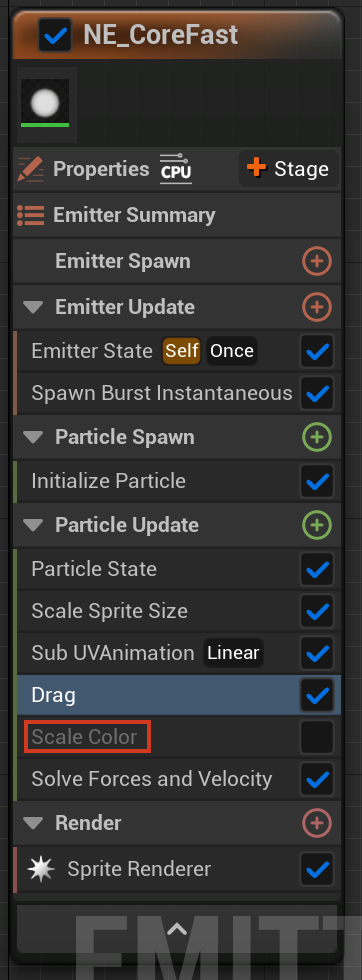 NE_CoreFast
Properties CPU Stage
Emitter Summary
Emitter Spawn
Emitter Update
Emitter State Self Once
Spawn Burst Instantaneous
Particle Spawn
Initialize Particle
Particle Update
Particle State
Scale Sprite Size
Sub UVAnimation Linear
Drag
Scale Color
Solve Forces and Velocity
Render
Sprite Renderer
EMITT